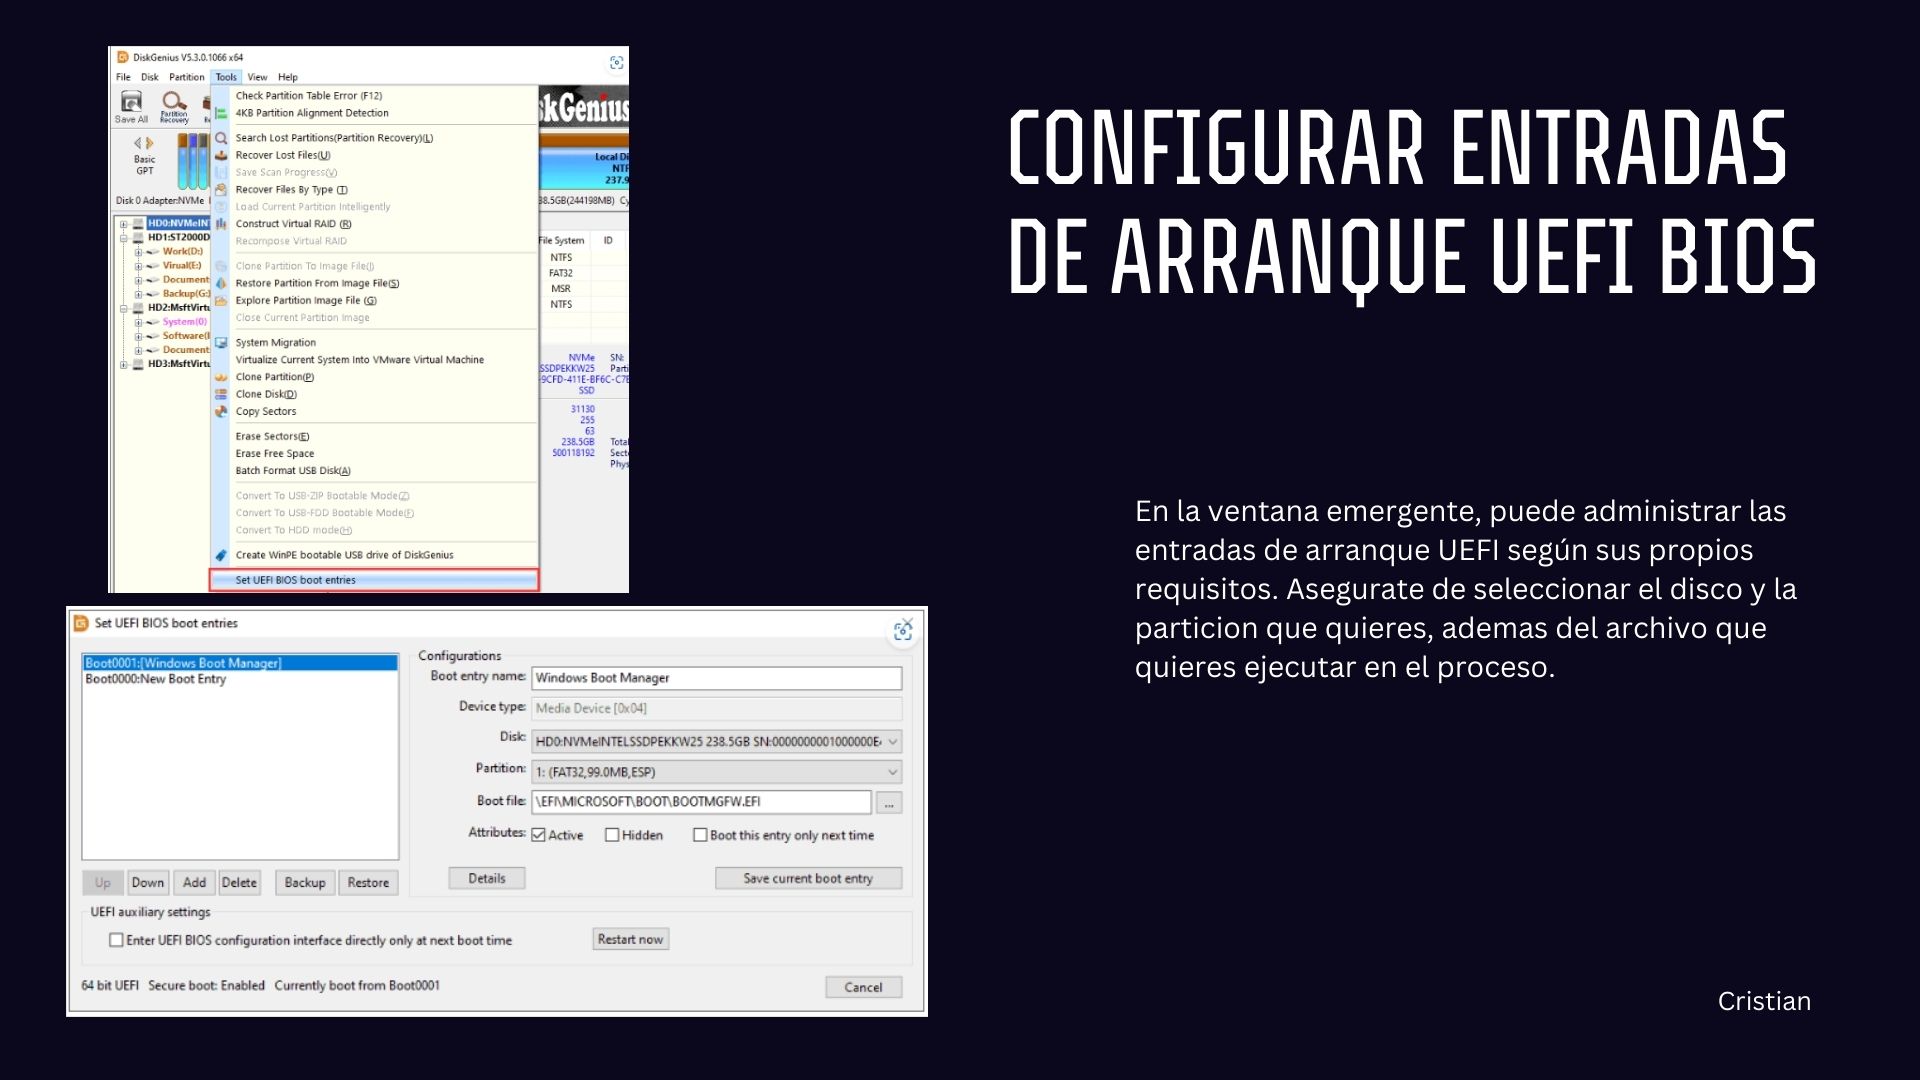 DiskGenius V5.3.0.1066 x64
File Disk Partition Tools View Help
Save All
Partition
Recovery
Basic
GPT
Disk 0 Adapter:NVMe
HD0:NVMeINT
HD1:ST2000D
Work(D:)
Virual(E:)
Document
Backup(G:)
HD2:MsftVirtu
System(0)
Software(I
Document
HD3:MsftVirtu
Check Partition Table Error (F12)
4KB Partition Alignment Detection
Search Lost Partitions(Partition Recovery)(L)
Recover Lost Files(U)
Save Scan Progress(V)
Recover Files By Type (T)
Load Current Partition Intelligently
Construct Virtual RAID (R)
Recompose Virtual RAID
Clone Partition To Image File(J)
Restore Partition From Image File(S)
Explore Partition Image File (G)
Close Current Partition Image
System Migration
Virtualize Current System Into VMware Virtual Machine
Clone Partition(P)
Clone Disk(D)
Copy Sectors
Erase Sectors(E)
Erase Free Space
Batch Format USB Disk(A)
Convert To USB-ZIP Bootable Mode(Z)
Convert To USB-FDD Bootable Mode(F)
Convert To HDD mode(H)
Create WinPE bootable USB drive of DiskGenius
Set UEFI BIOS boot entries
skGenius
Local Di
NTF
237.9
38.5GB(244198MB) Cy
File System ID
NTFS
FAT32
MSR
NTFS
NVMe SN:
SSDPEKKW25 Parti
-9CFD-411E-BF6C-C7E
SSD
31130
255
63
238.5GB Total
500118192 Secto
Phys
Set UEFI BIOS boot entries
Boot0001:[Windows Boot Manager]
Boot0000:New Boot Entry
Up Down Add Delete Backup Restore
Configurations
Boot entry name: Windows Boot Manager
Device type: Media Device [0x04]
Disk: HD0:NVMeINTELSSDPEKKW25 238.5GB SN:0000000001000000E
Partition: 1: (FAT32,99.0MB,ESP)
Boot file: \EFI\MICROSOFT\BOOT\BOOTMGFW.EFI ...
Attributes: Active Hidden Boot this entry only next time
Details Save current boot entry
UEFI auxiliary settings
Enter UEFI BIOS configuration interface directly only at next boot time Restart now
64 bit UEFI Secure boot: Enabled Currently boot from Boot0001
Cancel
CONFIGURAR ENTRADAS
DE ARRANQUE UEFI BIOS
En la ventana emergente, puede administrar las
entradas de arranque UEFI según sus propios
requisitos. Asegurate de seleccionar el disco y la
particion que quieres, ademas del archivo que
quieres ejecutar en el proceso.
Cristian